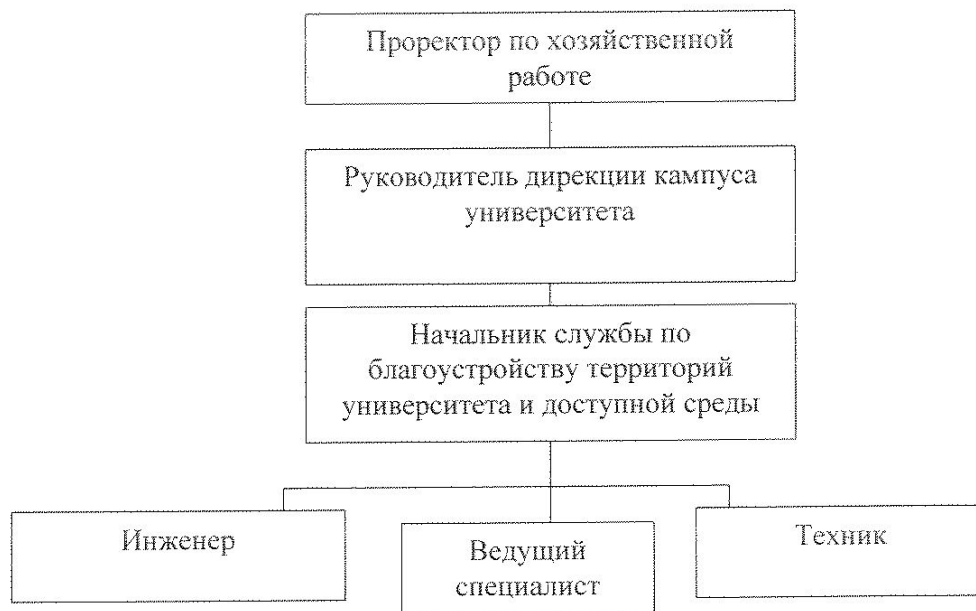 Проректор по хозяйственной
работе
Руководитель дирекции кампуса
университета
Начальник службы по
благоустройству территорий
университета и доступной среды
Инженер
Ведущий
специалист
Техник